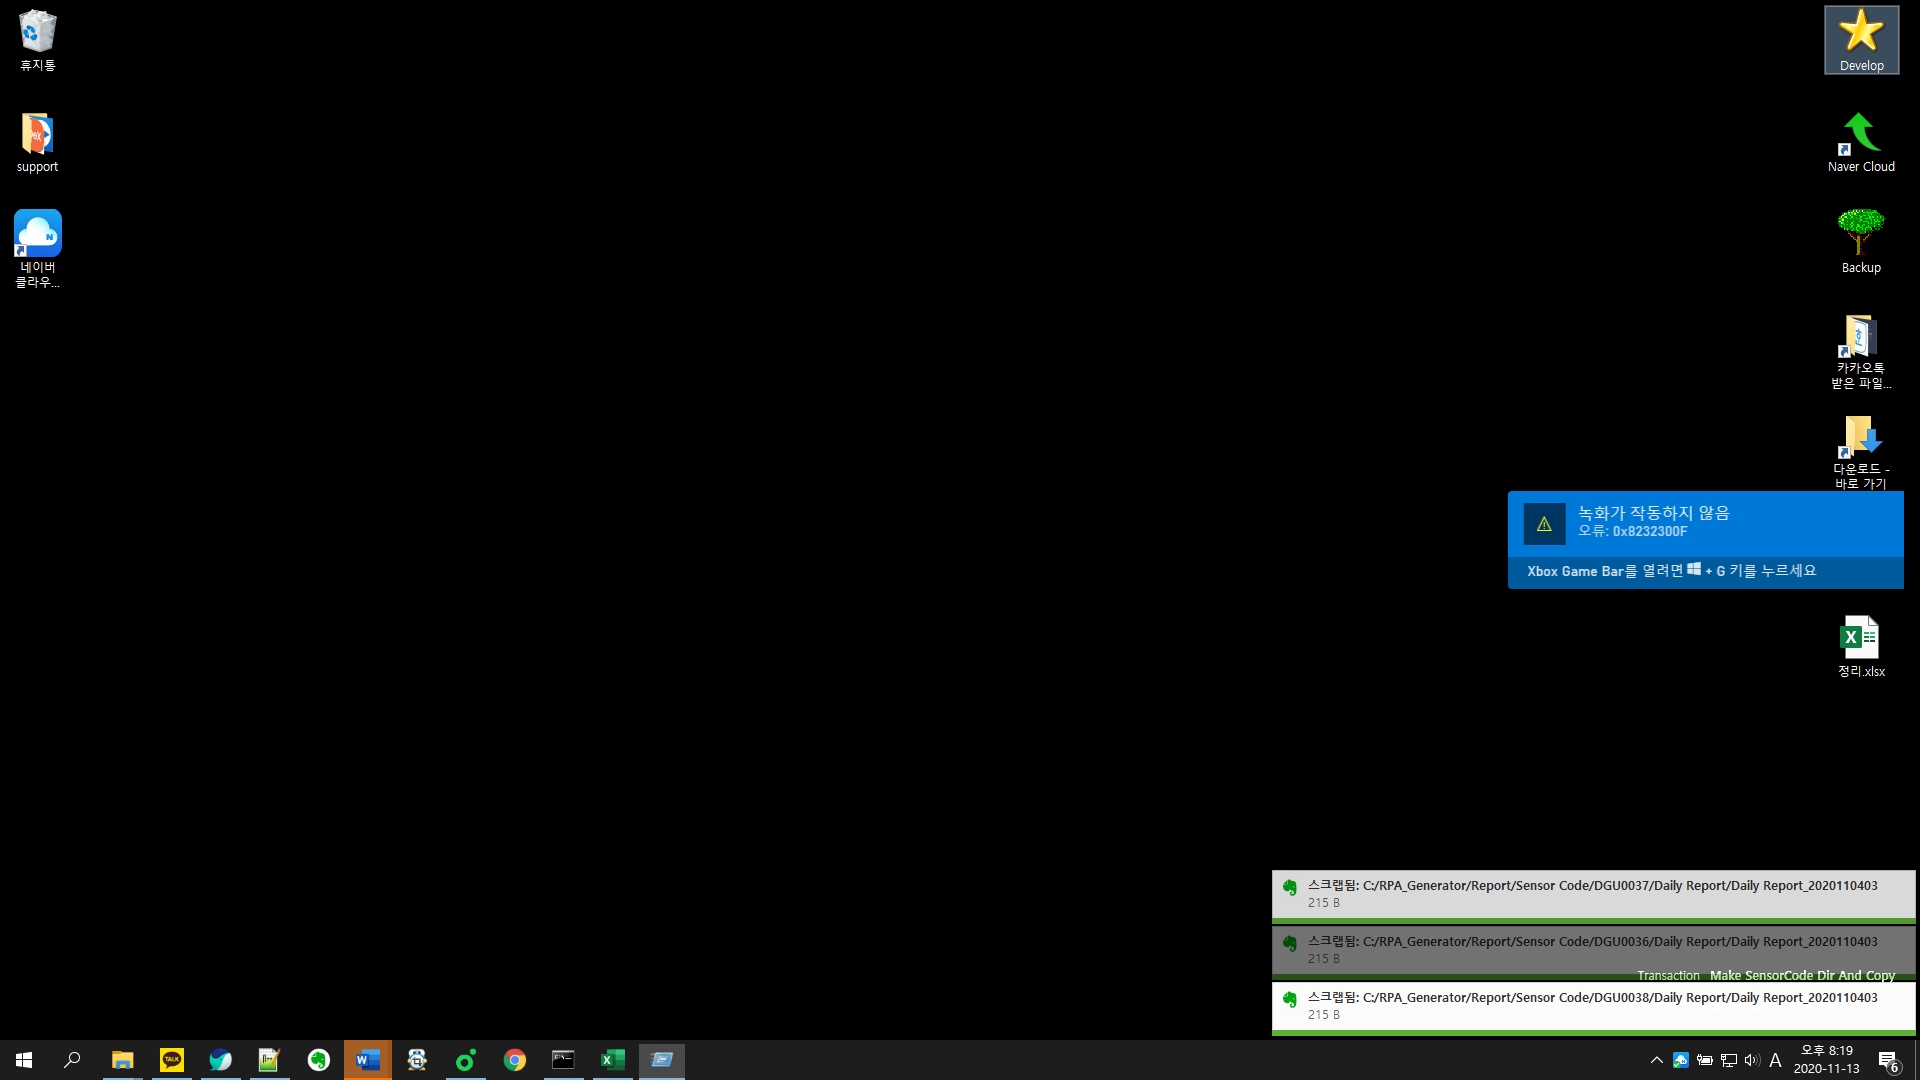 휴지통
support
네이버
클라우...
Develop
Naver Cloud
Backup
카카오톡
받은 파일...
다운로드 -
바로 가기
녹화가 작동하지 않음
오류: 0x8232300F
Xbox Game Bar를 열려면 + G 키를 누르세요
정리.xlsx
스크랩됨: C:/RPA_Generator/Report/Sensor Code/DGU0037/Daily Report/Daily Report_2020110403
215 B
스크랩됨: C:/RPA_Generator/Report/Sensor Code/DGU0036/Daily Report/Daily Report_2020110403
215 B
Transaction Make SensorCode Dir And Copy
스크랩됨: C:/RPA_Generator/Report/Sensor Code/DGU0038/Daily Report/Daily Report_2020110403
215 B
TALK
A
오후 8:19
2020-11-13
6